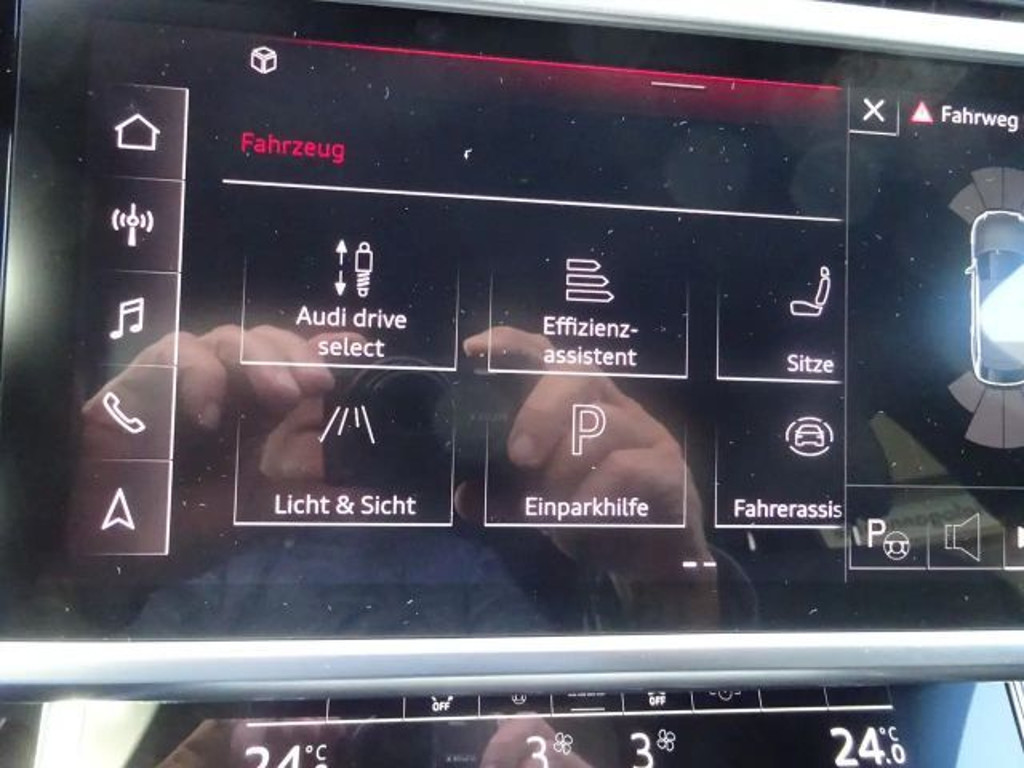 Fahrzeug
Fahrweg
Audi drive
select
Effizienz-
assistent
Sitze
Licht & Sicht
P
Einparkhilfe
Fahrerassis
P
OFF
OFF
24°C
3
3
24.0°C